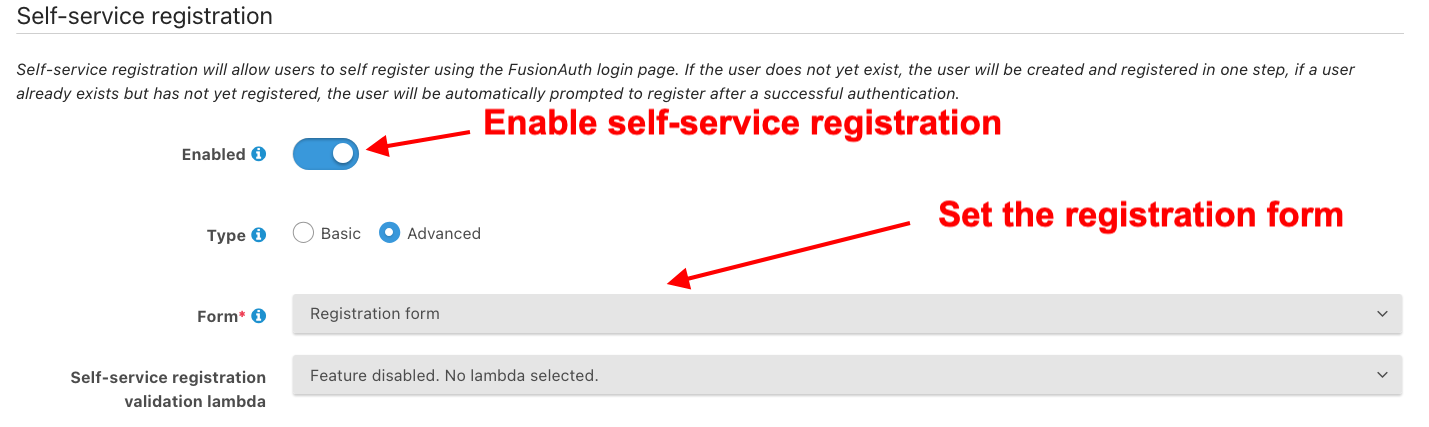 Self-service registration
Self-service registration will allow users to self register using the FusionAuth login page. If the user does not yet exist, the user will be created and registered in one step, if a user
already exists but has not yet registered, the user will be automatically prompted to register after a successful authentication.
Enable self-service registration
Enabled
Set the registration form
Type Basic Advanced
Form* Registration form
Self-service registration Feature disabled. No lambda selected.
validation lambda